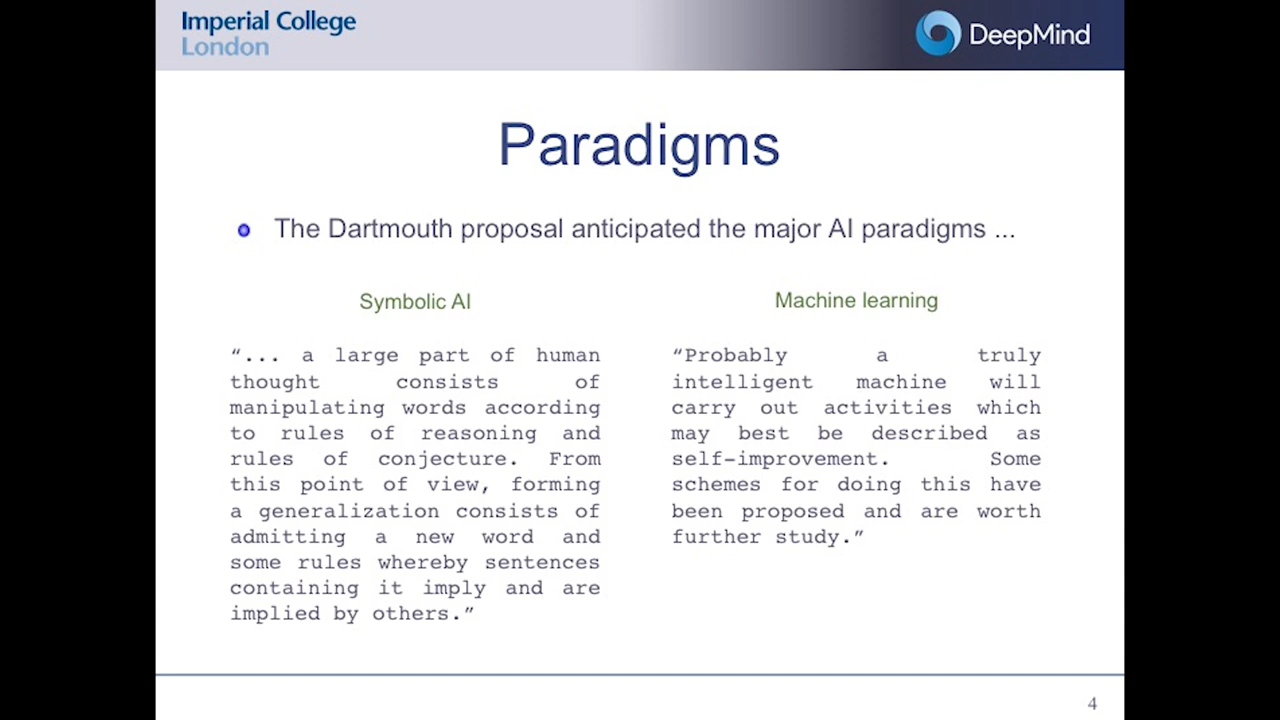 Imperial College
London
DeepMind
Paradigms
The Dartmouth proposal anticipated the major AI paradigms ...
Symbolic AI
“... a large part of human
thought consists of
manipulating words according
to rules of reasoning and
rules of conjecture. From
this point of view, forming
a generalization consists of
admitting a new word and
some rules whereby sentences
containing it imply and are
implied by others.”
Machine learning
“Probably a truly
intelligent machine will
carry out activities which
may best be described as
self-improvement. Some
schemes for doing this have
been proposed and are worth
further study.”
4